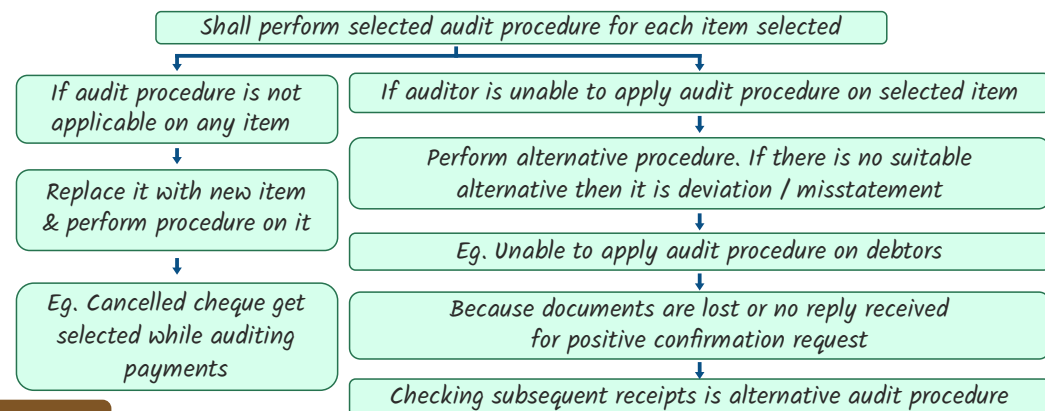 Shall perform selected audit procedure for each item selected
If audit procedure is not
applicable on any item
Replace it with new item
& perform procedure on it
Eg. Cancelled cheque get
selected while auditing
payments
If auditor is unable to apply audit procedure on selected item
Perform alternative procedure. If there is no suitable
alternative then it is deviation / misstatement
Eg. Unable to apply audit procedure on debtors
Because documents are lost or no reply received
for positive confirmation request
Checking subsequent receipts is alternative audit procedure